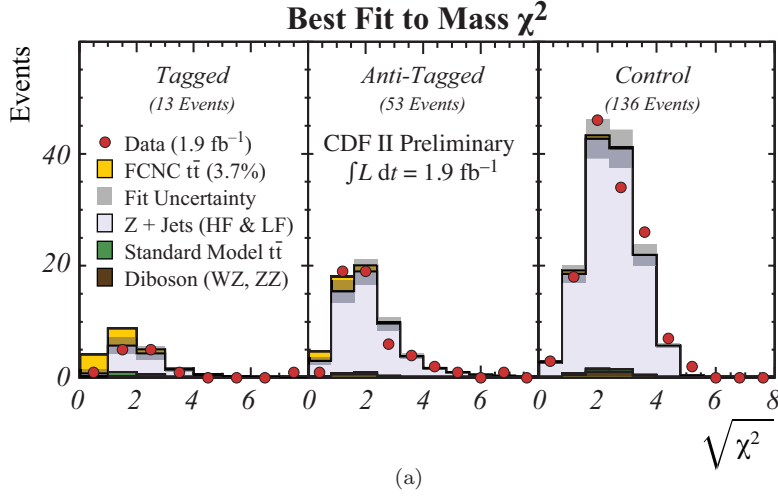 Best Fit to Mass χ²
Events
Tagged
(13 Events)
Anti-Tagged
(53 Events)
Control
(136 Events)
Data (1.9 fb⁻¹)
FCNC tt̄ (3.7%)
Fit Uncertainty
Z + Jets (HF & LF)
Standard Model tt̄
Diboson (WZ, ZZ)
CDF II Preliminary
∫L dt = 1.9 fb⁻¹
40
20
0
0 2 4 6 0 2 4 6 0 2 4 6 8
√χ²
(a)